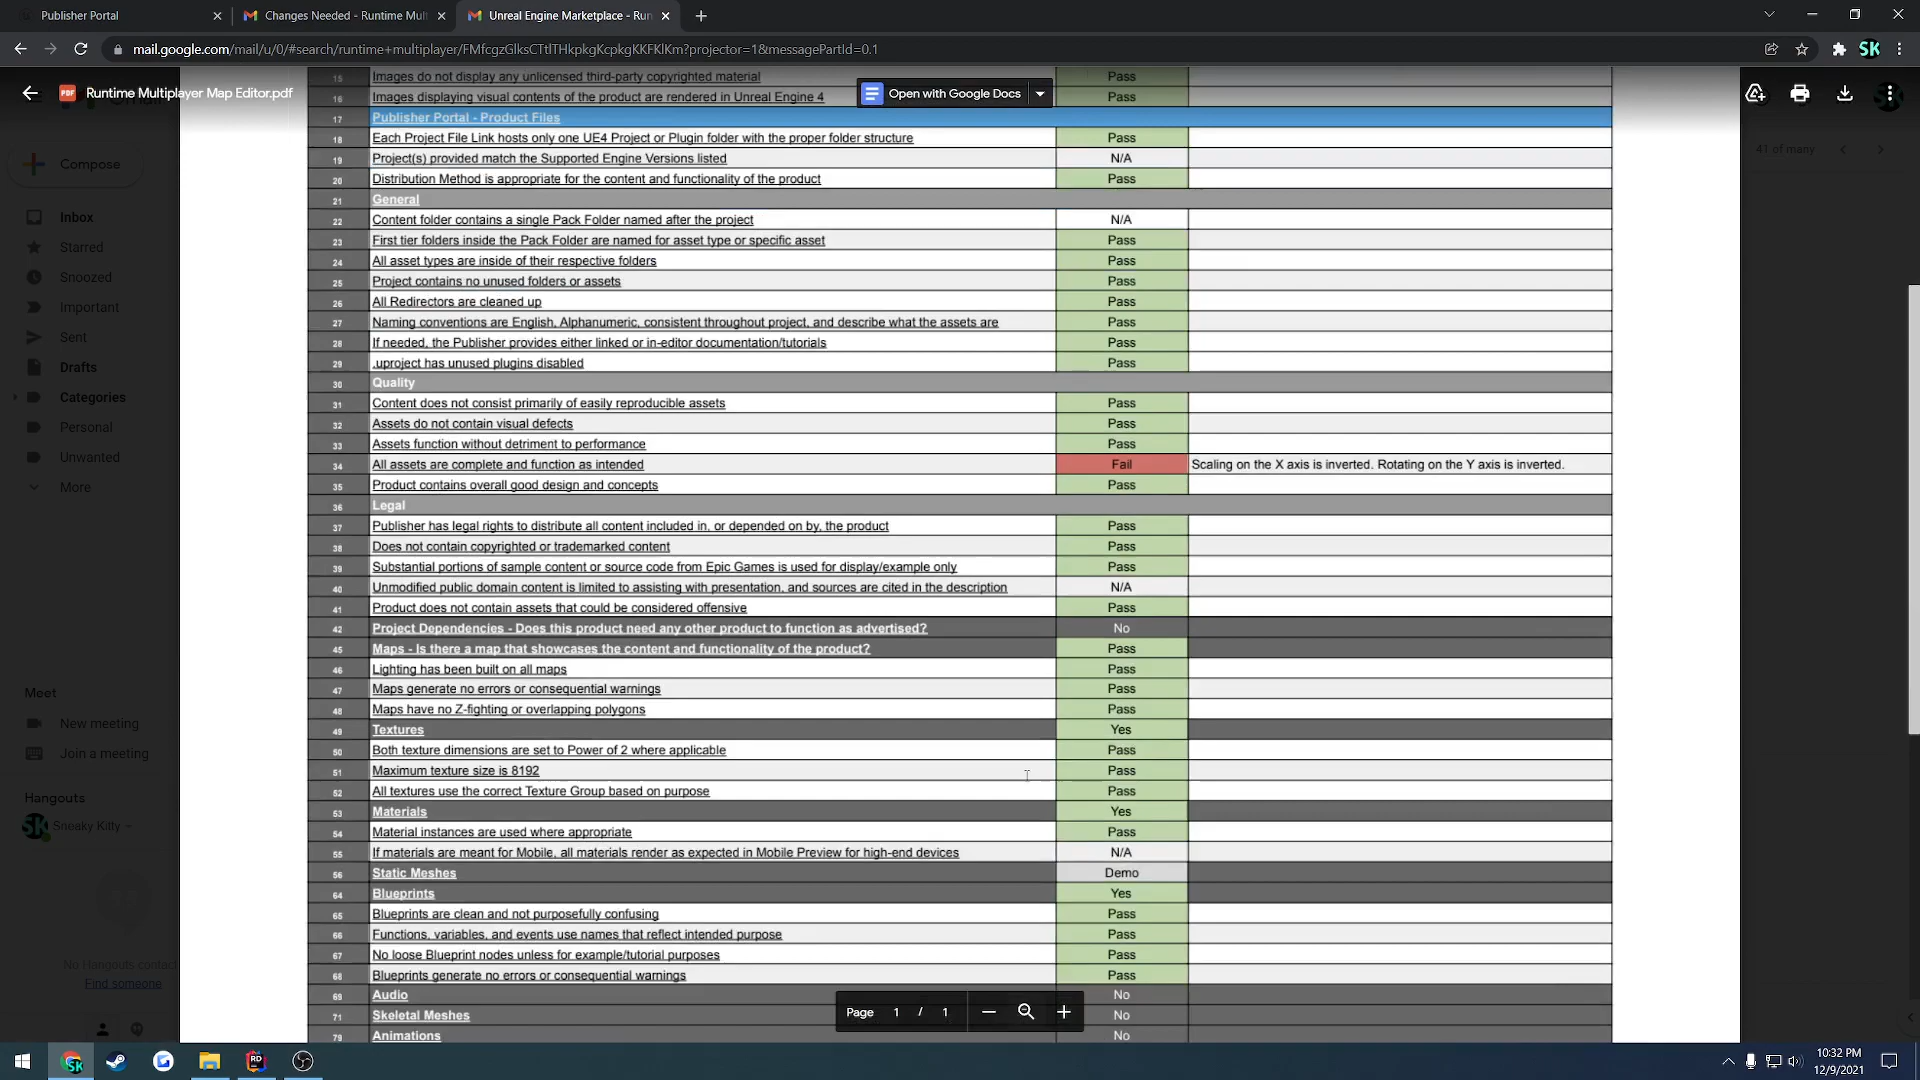 Publisher Portal
Changes Needed - Runtime Mult
Unreal Engine Marketplace - Run
mail.google.com/mail/u/0/#search/runtime+multiplayer/FMfcgzGlksCTtlTHkpkgKcpkgKKFKlKm?projector=1&messagePartId=0.1
Runtime Multiplayer Map Editor.pdf
Open with Google Docs
Compose
41 of many
Inbox
Starred
Snoozed
Important
Sent
Drafts
Categories
Personal
Unwanted
More
Meet
New meeting
Join a meeting
Hangouts
Sneaky Kitty
No Hangouts contact
Find someone
15 Images do not display any unlicensed third-party copyrighted material Pass
16 Images displaying visual contents of the product are rendered in Unreal Engine 4 Pass
17 Publisher Portal - Product Files
18 Each Project File Link hosts only one UE4 Project or Plugin folder with the proper folder structure Pass
19 Project(s) provided match the Supported Engine Versions listed N/A
20 Distribution Method is appropriate for the content and functionality of the product Pass
21 General
22 Content folder contains a single Pack Folder named after the project N/A
23 First tier folders inside the Pack Folder are named for asset type or specific asset Pass
24 All asset types are inside of their respective folders Pass
25 Project contains no unused folders or assets Pass
26 All Redirectors are cleaned up Pass
27 Naming conventions are English, Alphanumeric, consistent throughout project, and describe what the assets are Pass
28 If needed, the Publisher provides either linked or in-editor documentation/tutorials Pass
29 .uproject has unused plugins disabled Pass
30 Quality
31 Content does not consist primarily of easily reproducible assets Pass
32 Assets do not contain visual defects Pass
33 Assets function without detriment to performance Pass
34 All assets are complete and function as intended Fail Scaling on the X axis is inverted. Rotating on the Y axis is inverted.
35 Product contains overall good design and concepts Pass
36 Legal
37 Publisher has legal rights to distribute all content included in, or depended on by, the product Pass
38 Does not contain copyrighted or trademarked content Pass
39 Substantial portions of sample content or source code from Epic Games is used for display/example only Pass
40 Unmodified public domain content is limited to assisting with presentation, and sources are cited in the description N/A
41 Product does not contain assets that could be considered offensive Pass
42 Project Dependencies - Does this product need any other product to function as advertised? No
45 Maps - Is there a map that showcases the content and functionality of the product? Pass
46 Lighting has been built on all maps Pass
47 Maps generate no errors or consequential warnings Pass
48 Maps have no Z-fighting or overlapping polygons Pass
49 Textures Yes
50 Both texture dimensions are set to Power of 2 where applicable Pass
51 Maximum texture size is 8192 Pass
52 All textures use the correct Texture Group based on purpose Pass
53 Materials Yes
54 Material instances are used where appropriate Pass
55 If materials are meant for Mobile, all materials render as expected in Mobile Preview for high-end devices N/A
56 Static Meshes Demo
64 Blueprints Yes
65 Blueprints are clean and not purposefully confusing Pass
66 Functions, variables, and events use names that reflect intended purpose Pass
67 No loose Blueprint nodes unless for example/tutorial purposes Pass
68 Blueprints generate no errors or consequential warnings Pass
69 Audio No
71 Skeletal Meshes No
79 Animations No
Page 1 / 1
10:32 PM
12/9/2021